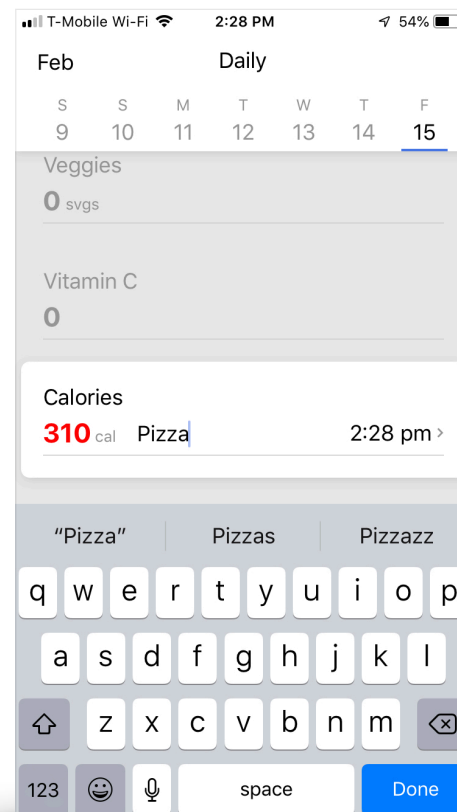 T-Mobile Wi-Fi 2:28 PM 54%
Feb Daily
S S M T W T F
9 10 11 12 13 14 15
Veggies
0 svgs
Vitamin C
0
Calories
310 cal Pizza 2:28 pm >
“Pizza” Pizzas Pizzazz
q w e r t y u i o p
a s d f g h j k l
z x c v b n m
123 space Done